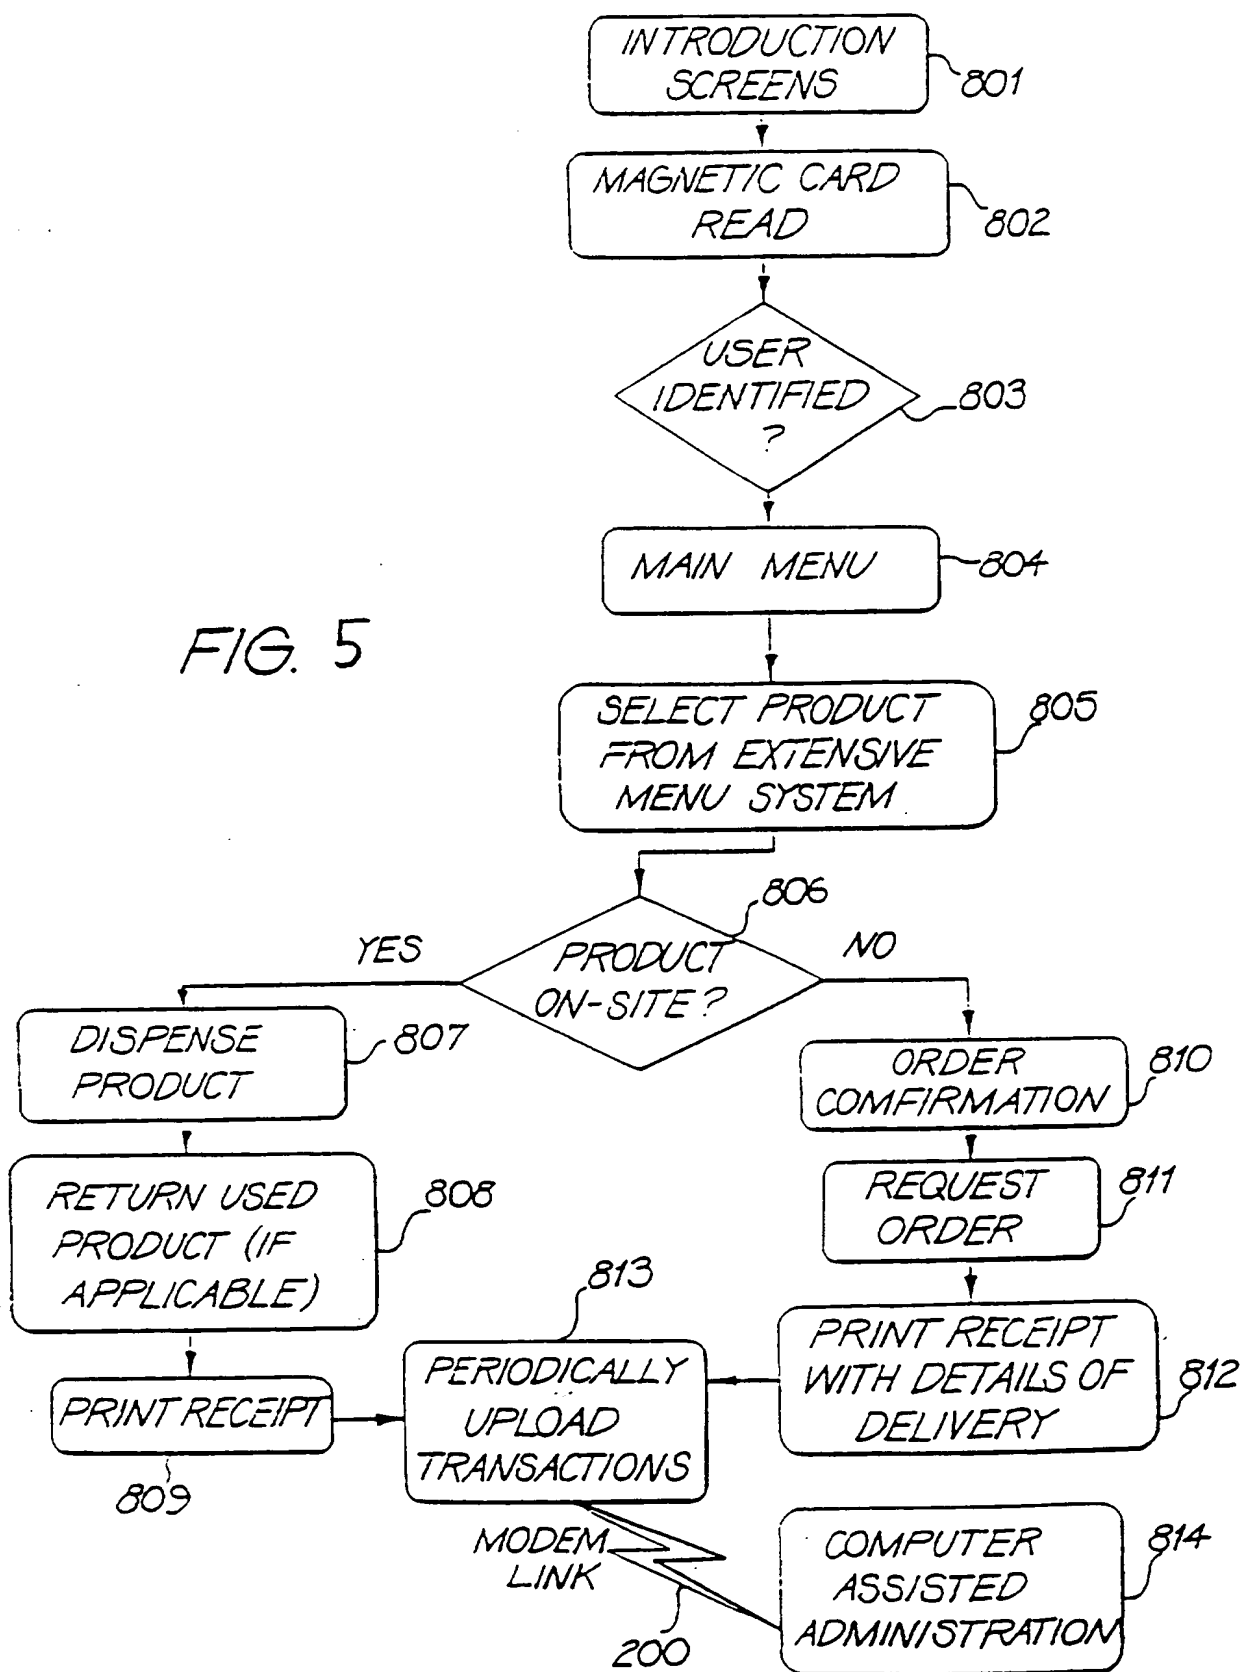 INTRODUCTION
SCREENS
801
MAGNETIC CARD
READ
802
USER
IDENTIFIED
?
803
MAIN MENU
804
FIG. 5
SELECT PRODUCT
FROM EXTENSIVE
MENU SYSTEM
805
806
YES
PRODUCT
ON-SITE?
NO
DISPENSE
PRODUCT
807
RETURN USED
PRODUCT (IF
APPLICABLE)
808
PRINT RECEIPT
809
ORDER
COMFIRMATION
810
REQUEST
ORDER
811
PRINT RECEIPT
WITH DETAILS OF
DELIVERY
812
813
PERIODICALLY
UPLOAD
TRANSACTIONS
MODEM
LINK
200
COMPUTER
ASSISTED
ADMINISTRATION
814